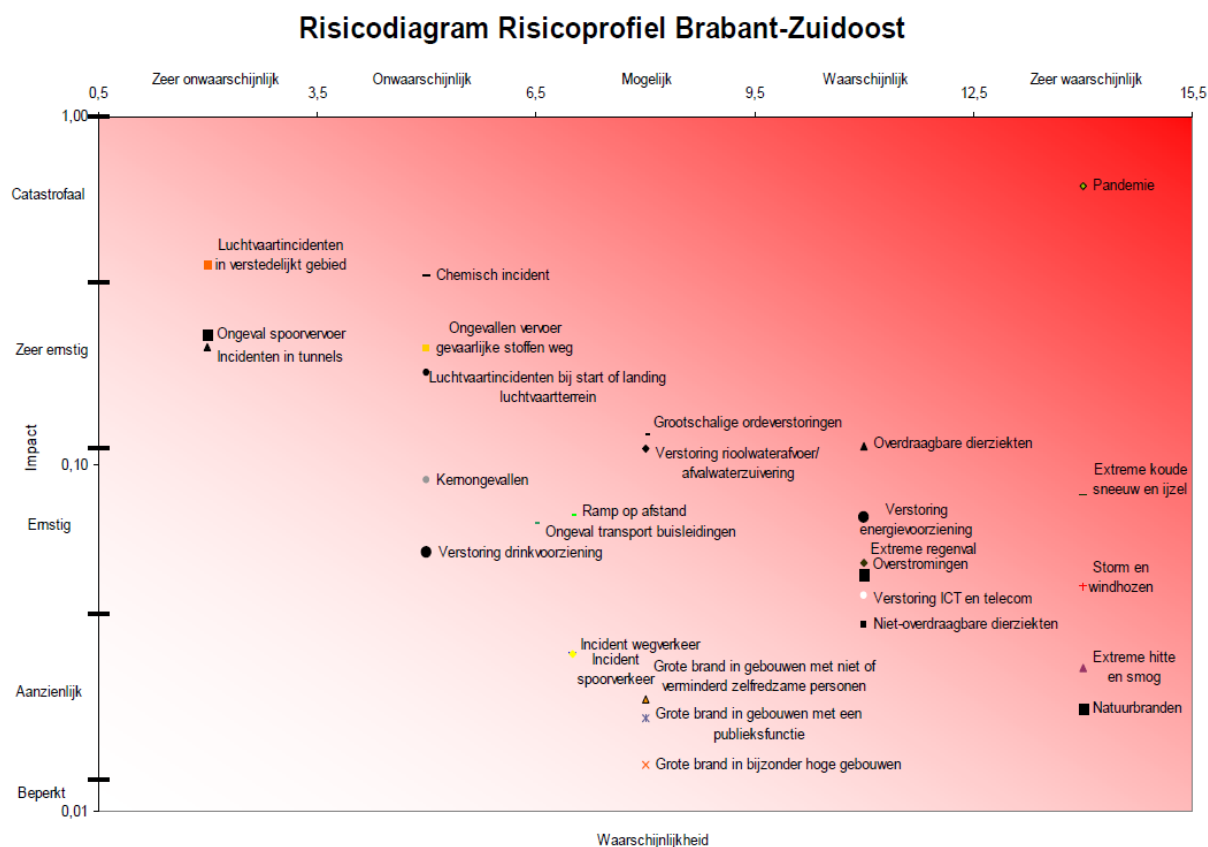 Risicodiagram Risicoprofiel Brabant-Zuidoost
Zeer onwaarschijnlijk
Onwaarschijnlijk
Mogelijk
Waarschijnlijk
Zeer waarschijnlijk
0,5
3,5
6,5
9,5
12,5
15,5
1,00
Catastrofaal
Pandemie
Luchtvaartincidenten
in verstedelijkt gebied
Chemisch incident
Zeer ernstig
Ongeval spoorvervoer
Incidenten in tunnels
Ongevallen vervoer
gevaarlijke stoffen weg
Luchtvaartincidenten bij start of landing
luchtvaartterrein
Impact
0,10
Grootschalige ordeverstoringen
Verstoring rioolwaterafvoer/
afvalwaterzuivering
Overdraagbare dierziekten
Kernongevallen
Extreme koude
sneeuw en ijzel
Ernstig
Ramp op afstand
Ongeval transport buisleidingen
Verstoring
energievoorziening
Verstoring drinkvoorziening
Extreme regenval
Overstromingen
Storm en
windhozen
Verstoring ICT en telecom
Niet-overdraagbare dierziekten
Incident wegverkeer
Incident
spoorverkeer
Aanzienlijk
Grote brand in gebouwen met niet of
verminderd zelfredzame personen
Extreme hitte
en smog
Grote brand in gebouwen met een
publieksfunctie
Natuurbranden
Grote brand in bijzonder hoge gebouwen
Beperkt
0,01
Waarschijnlijkheid